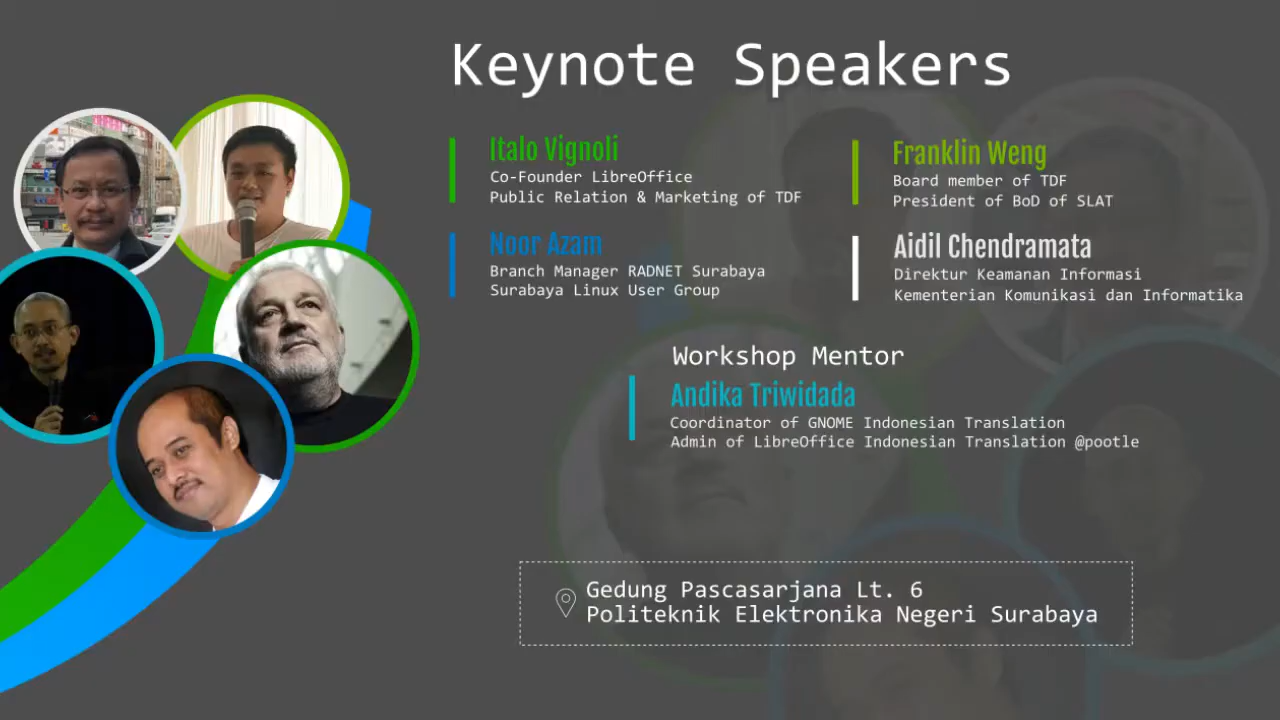 Keynote Speakers
Italo Vignoli
Co-Founder LibreOffice
Public Relation & Marketing of TDF
Franklin Weng
Board member of TDF
President of BoD of SLAT
Noor Azam
Branch Manager RADNET Surabaya
Surabaya Linux User Group
Aidil Chendramata
Direktur Keamanan Informasi
Kementerian Komunikasi dan Informatika
Workshop Mentor
Andika Triwidada
Coordinator of GNOME Indonesian Translation
Admin of LibreOffice Indonesian Translation @pootle
Gedung Pascasarjana Lt. 6
Politeknik Elektronika Negeri Surabaya